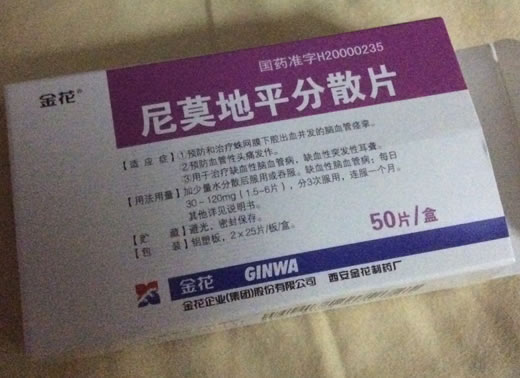 国药准字H20000235
金花®
尼莫地平分散片
【适应症】①预防和治疗蛛网膜下腔出血并发的脑血管痉挛。
②预防血管性头痛发作。
③用于治疗缺血性脑血管病,缺血性突发性耳聋。
【用法用量】加少量水分散后服用或吞服。缺血性脑血管病:每日
30-120mg(1.5~6片),分3次服用,连服一个月。
其他详见说明书。
【贮 藏】避光、密封保存。
【包 装】铝塑板,2×25片/板/盒。
50片/盒
金花 GINWA
金花企业(集团)股份有限公司 西安金花制药厂